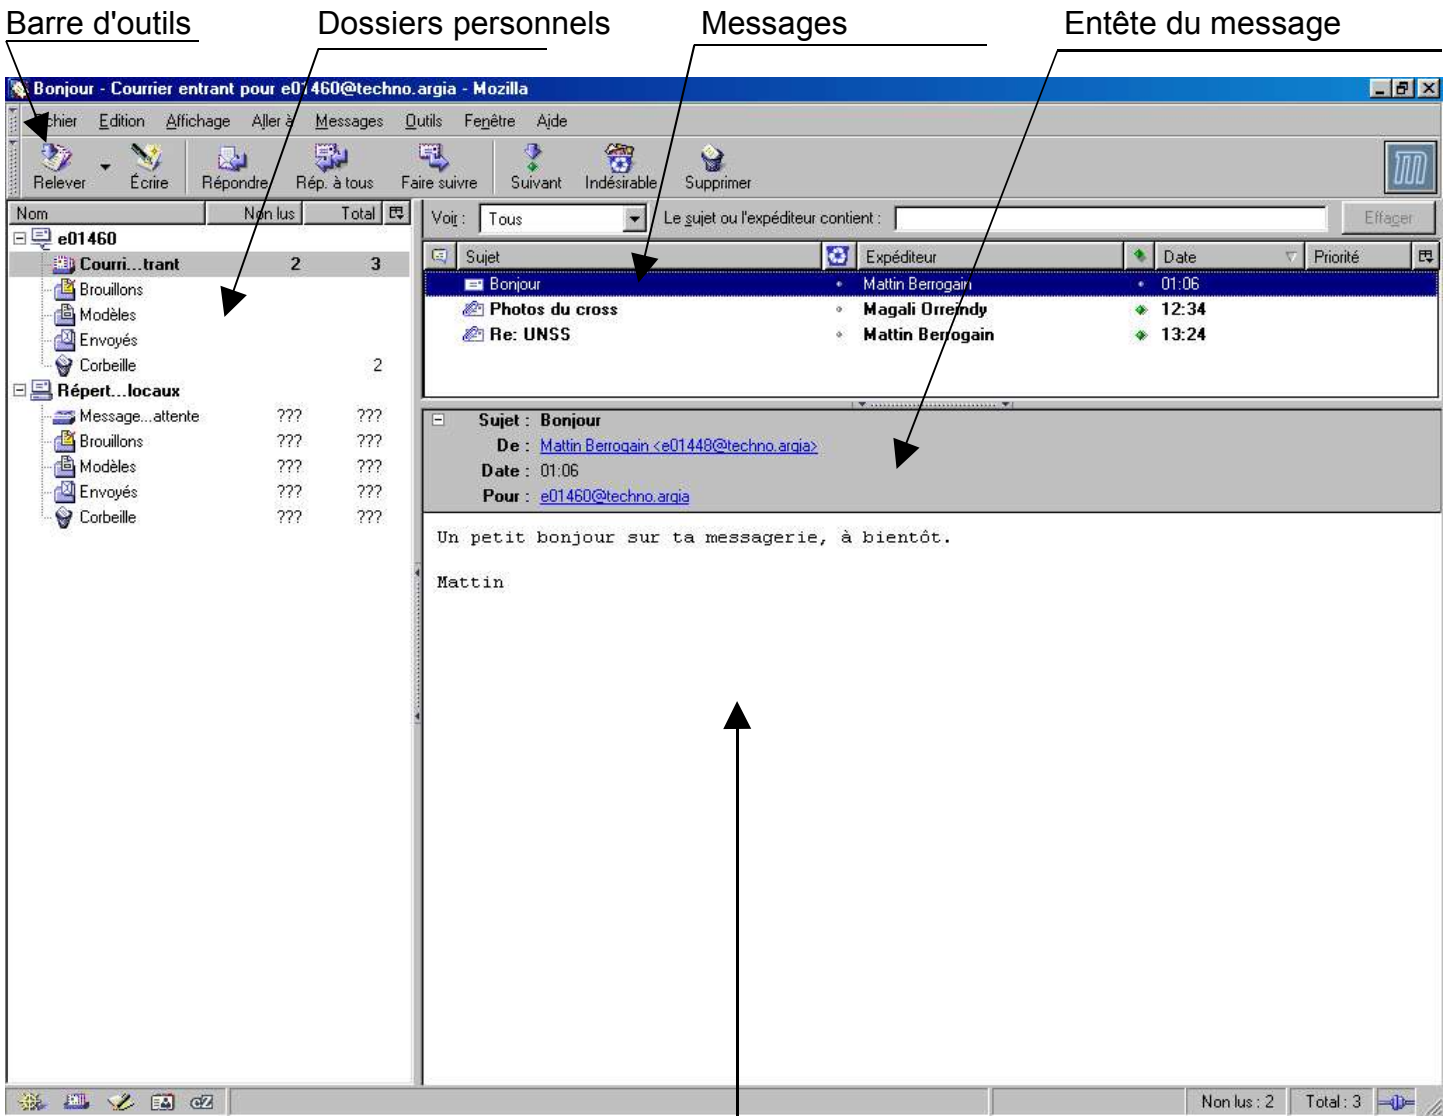 Barre d'outils Dossiers personnels Messages Entête du message
Bonjour - Courrier entrant pour e01460@techno.argia - Mozilla
chier Edition Affichage Aller à Messages Outils Fenêtre Aide
Relever Écrire Répondre Rép. à tous Faire suivre Suivant Indésirable Supprimer
Nom Non lus Total
Voir : Tous Le sujet ou l'expéditeur contient : Effacer
e01460
Courri...trant 2 3
Brouillons
Modèles
Envoyés
Corbeille 2
Répert...locaux
Message...attente ??? ???
Brouillons ??? ???
Modèles ??? ???
Envoyés ??? ???
Corbeille ??? ???
Sujet Expéditeur Date Priorité
Bonjour Mattin Berrogain 01:06
Photos du cross Magali Orreindy 12:34
Re: UNSS Mattin Berrogain 13:24
Sujet : Bonjour
De : Mattin Berrogain <e01448@techno.argia>
Date : 01:06
Pour : e01460@techno.argia
Un petit bonjour sur ta messagerie, à bientôt.
Mattin
Non lus : 2 Total : 3